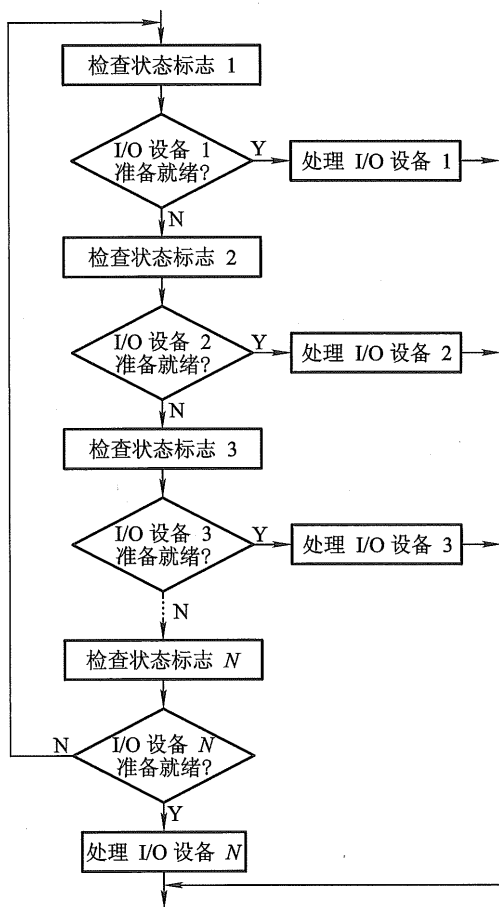 检查状态标志 1
I/O 设备 1
准备就绪?
Y
处理 I/O 设备 1
N
检查状态标志 2
I/O 设备 2
准备就绪?
Y
处理 I/O 设备 2
N
检查状态标志 3
I/O 设备 3
准备就绪?
Y
处理 I/O 设备 3
N
检查状态标志 N
N
I/O 设备 N
准备就绪?
Y
处理 I/O 设备 N